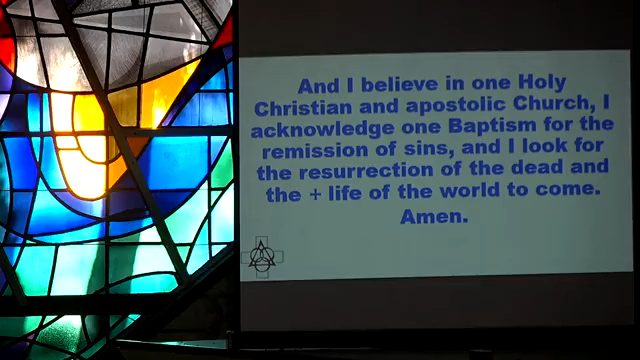 And I believe in one Holy
Christian and apostolic Church, I
acknowledge one Baptism for the
remission of sins, and I look for
the resurrection of the dead and
the + life of the world to come.
Amen.